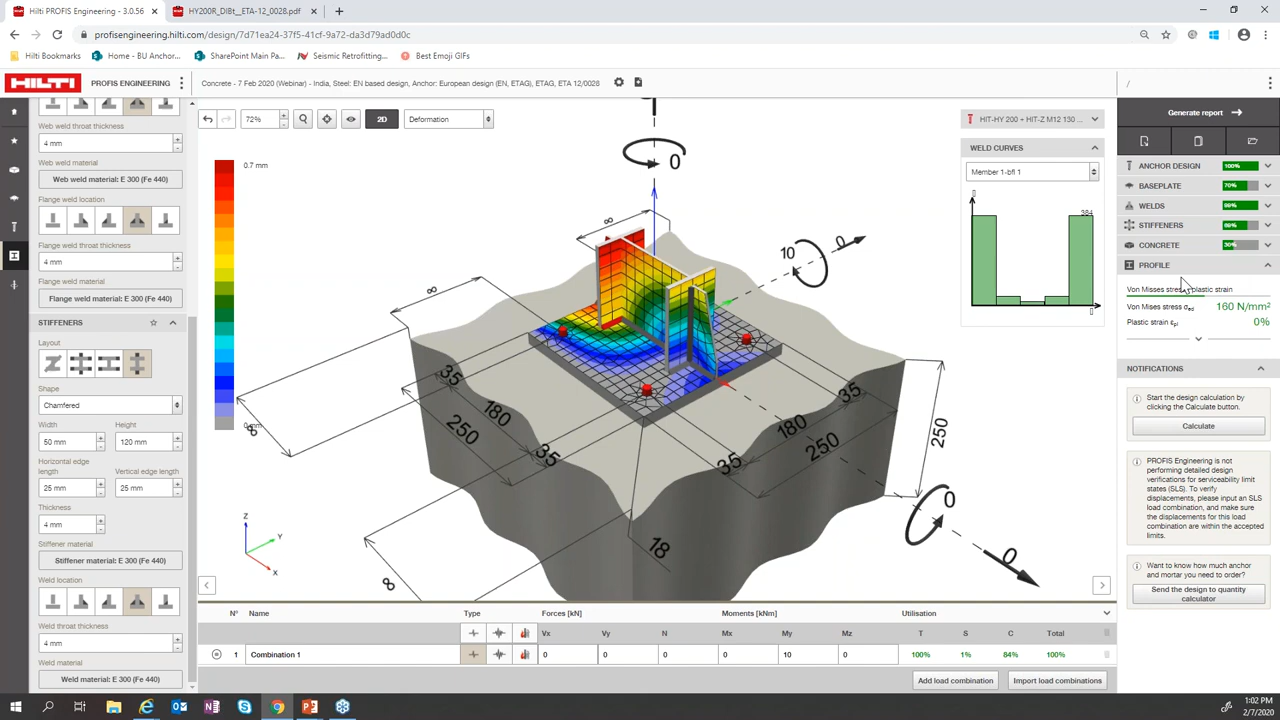 Hilti PROFIS Engineering - 3.0.56
HY200R_DIBt_ETA-12_0028.pdf
profisengineering.hilti.com/design/7d71ea24-37f5-41cf-9a72-da3d79ad0d0c
Hilti Bookmarks
Home - BU Anchor...
SharePoint Main Pa...
Seismic Retrofitting...
Best Emoji GIFs
HILTI
PROFIS ENGINEERING
Concrete - 7 Feb 2020 (Webinar) - India, Steel: EN based design, Anchor: European design (EN, ETAG), ETAG, ETA 12/0028
/
Web weld throat thickness
4 mm
Web weld material
Web weld material: E 300 (Fe 440)
Flange weld location
Flange weld throat thickness
4 mm
Flange weld material
Flange weld material: E 300 (Fe 440)
STIFFENERS
Layout
Shape
Chamfered
Width
Height
50 mm
120 mm
Horizontal edge length
Vertical edge length
25 mm
25 mm
Thickness
4 mm
Stiffener material
Stiffener material: E 300 (Fe 440)
Weld location
Weld throat thickness
4 mm
Weld material
Weld material: E 300 (Fe 440)
72%
2D
Deformation
0.7 mm
0 mm
0
10
0
0
0
∞
∞
∞
∞
35
180
250
35
35
180
250
35
250
18
Z
Y
X
HIT-HY 200 + HIT-Z M12 130 ...
WELD CURVES
Member 1-bfl 1
384
Generate report
ANCHOR DESIGN 100%
BASEPLATE 70%
WELDS 99%
STIFFENERS 69%
CONCRETE 30%
PROFILE
Von Misses stress / plastic strain
Von Mises stress σEd 160 N/mm²
Plastic strain εpl 0%
NOTIFICATIONS
Start the design calculation by
clicking the Calculate button.
Calculate
PROFIS Engineering is not
performing detailed design
verifications for serviceability limit
states (SLS). To verify
displacements, please input an SLS
load combination, and make sure
the displacements for this load
combination are within the accepted
limits.
Want to know how much anchor
and mortar you need to order?
Send the design to quantity
calculator
N° Name Type Forces [kN] Moments [kNm] Utilisation
Vx Vy N Mx My Mz T S C Total
1 Combination 1 0 0 0 0 10 0 100% 1% 84% 100%
Add load combination
Import load combinations
1:02 PM
2/7/2020